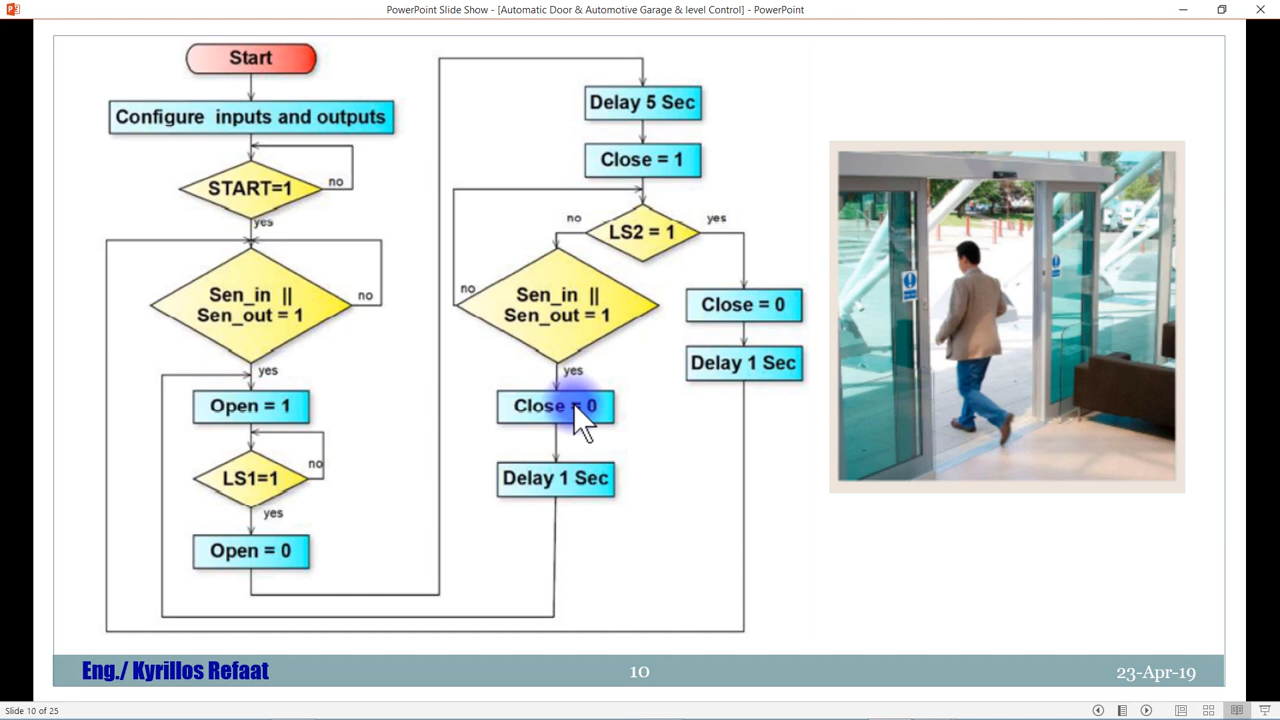 PowerPoint Slide Show - [Automatic Door & Automotive Garage & level Control] - PowerPoint
Start
Configure inputs and outputs
START=1
no
yes
Sen_in ||
Sen_out = 1
no
yes
Open = 1
LS1=1
no
yes
Open = 0
Delay 5 Sec
Close = 1
LS2 = 1
no
yes
Sen_in ||
Sen_out = 1
no
yes
Close = 0
Delay 1 Sec
Close = 0
Delay 1 Sec
Eng./ Kyrillos Refaat
10
23-Apr-19
Slide 10 of 25